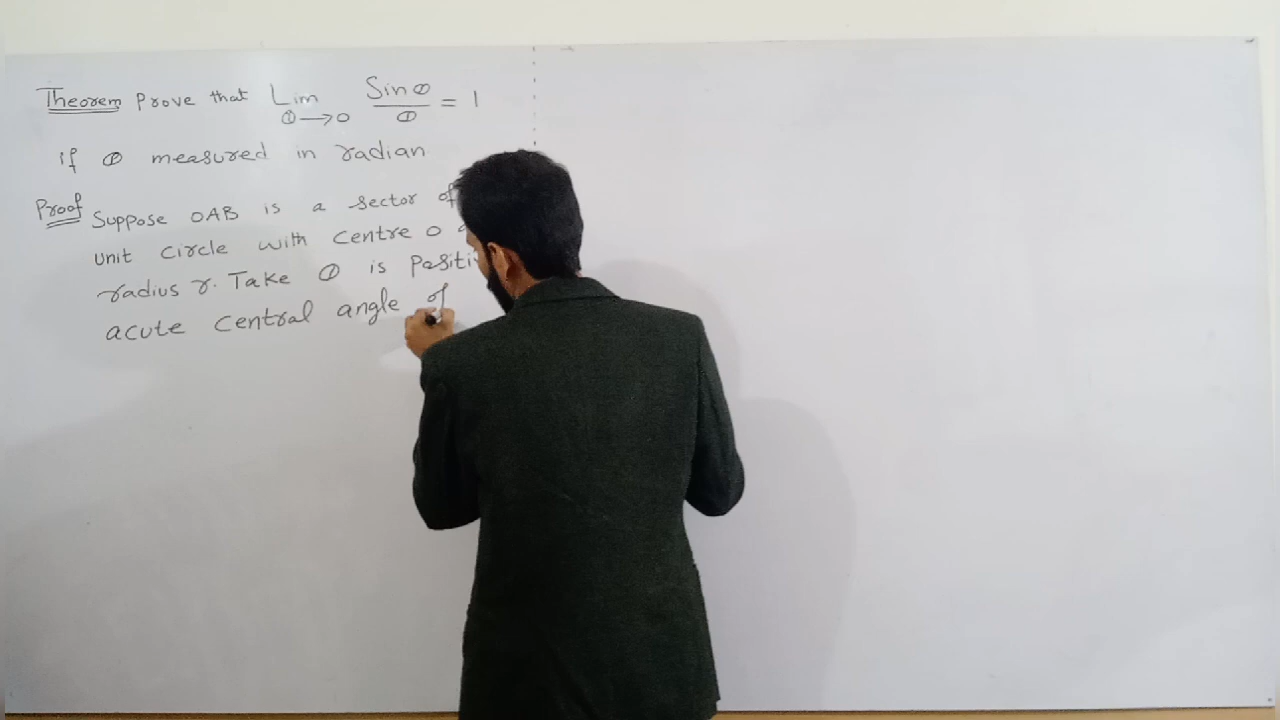 Theorem Prove that Lim θ→0 Sinθ/θ = 1
if θ measured in radian
Proof Suppose OAB is a sector of
unit circle with centre o
radius r. Take θ is Positi
acute central angle of